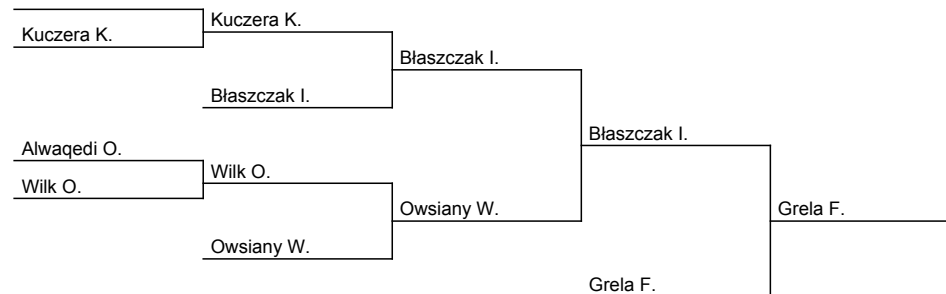 Kuczera K.
Kuczera K.
Błaszczak I.
Błaszczak I.
Błaszczak I.
Alwaqedi O.
Wilk O.
Wilk O.
Owsiany W.
Grela F.
Owsiany W.
Grela F.